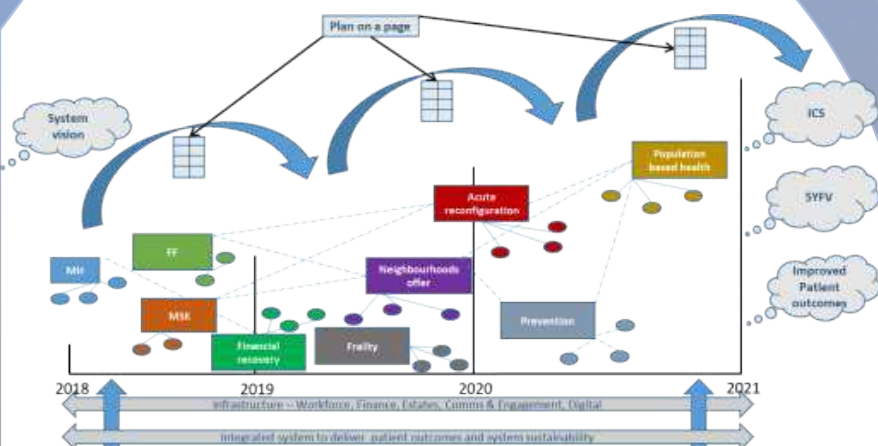 Plan on a page
System
vision
ICS
Population
based health
Acute
reconfiguration
5YFV
FF
MH
Neighbourhoods
offer
Improved
Patient
outcomes
MSK
Prevention
Financial
recovery
Frailty
2018
2019
2020
2021
Infrastructure – Workforce, Finance, Estates, Comms & Engagement, Digital
Integrated system to deliver patient outcomes and system sustainability